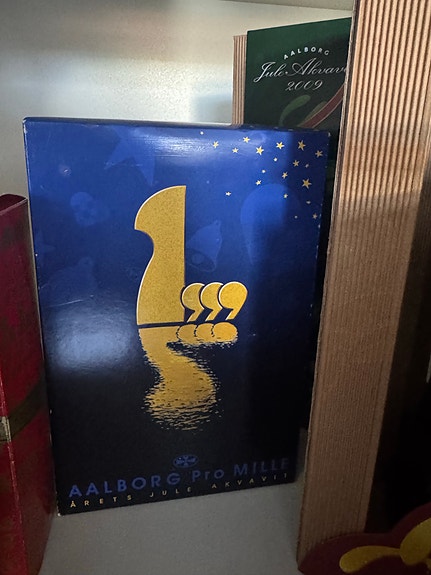 AALBORG
Jule Akvavit
2009
1999
AALBORG Pro MILLE
ÅRETS JULE AKVAVIT